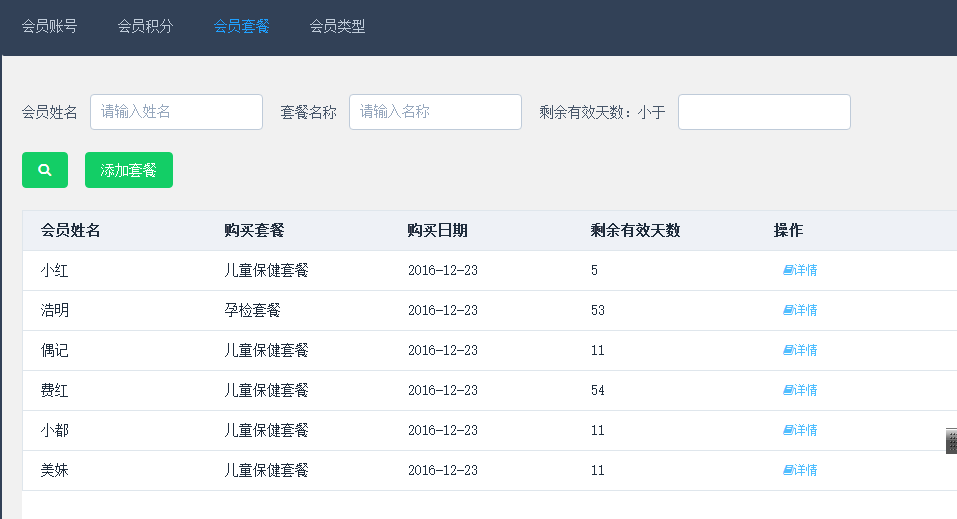 会员账号 会员积分 会员套餐 会员类型
会员姓名 请输入姓名 套餐名称 请输入名称 剩余有效天数：小于
添加套餐
会员姓名 购买套餐 购买日期 剩余有效天数 操作
小红 儿童保健套餐 2016-12-23 5 详情
浩明 孕检套餐 2016-12-23 53 详情
偶记 儿童保健套餐 2016-12-23 11 详情
费红 儿童保健套餐 2016-12-23 54 详情
小都 儿童保健套餐 2016-12-23 11 详情
美妹 儿童保健套餐 2016-12-23 11 详情